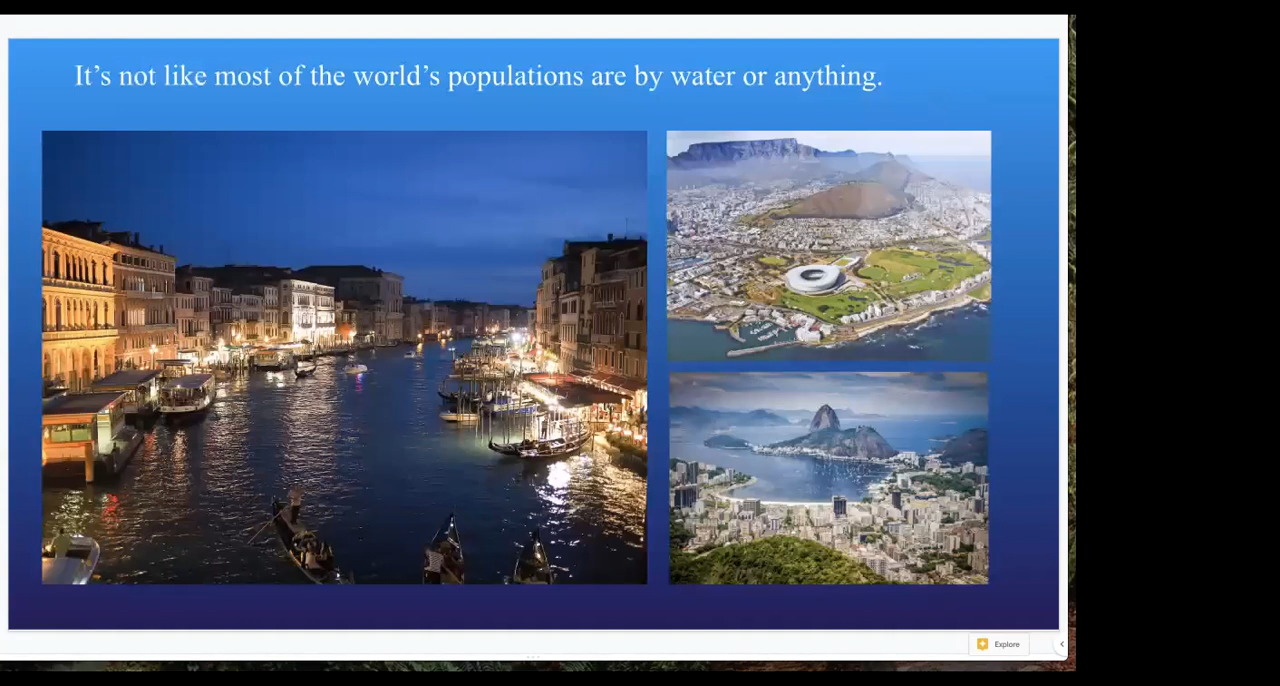 It’s not like most of the world’s populations are by water or anything.
Explore